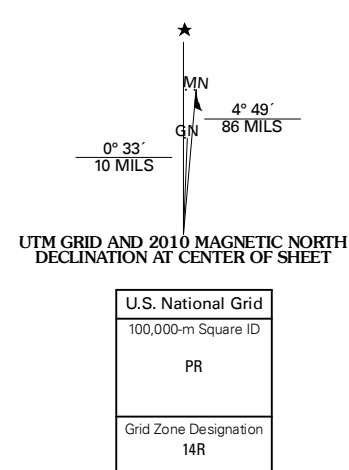 MN
4° 49´
86 MILS
GN
0° 33´
10 MILS
UTM GRID AND 2010 MAGNETIC NORTH
DECLINATION AT CENTER OF SHEET
U.S. National Grid
100,000-m Square ID
PR
Grid Zone Designation
14R